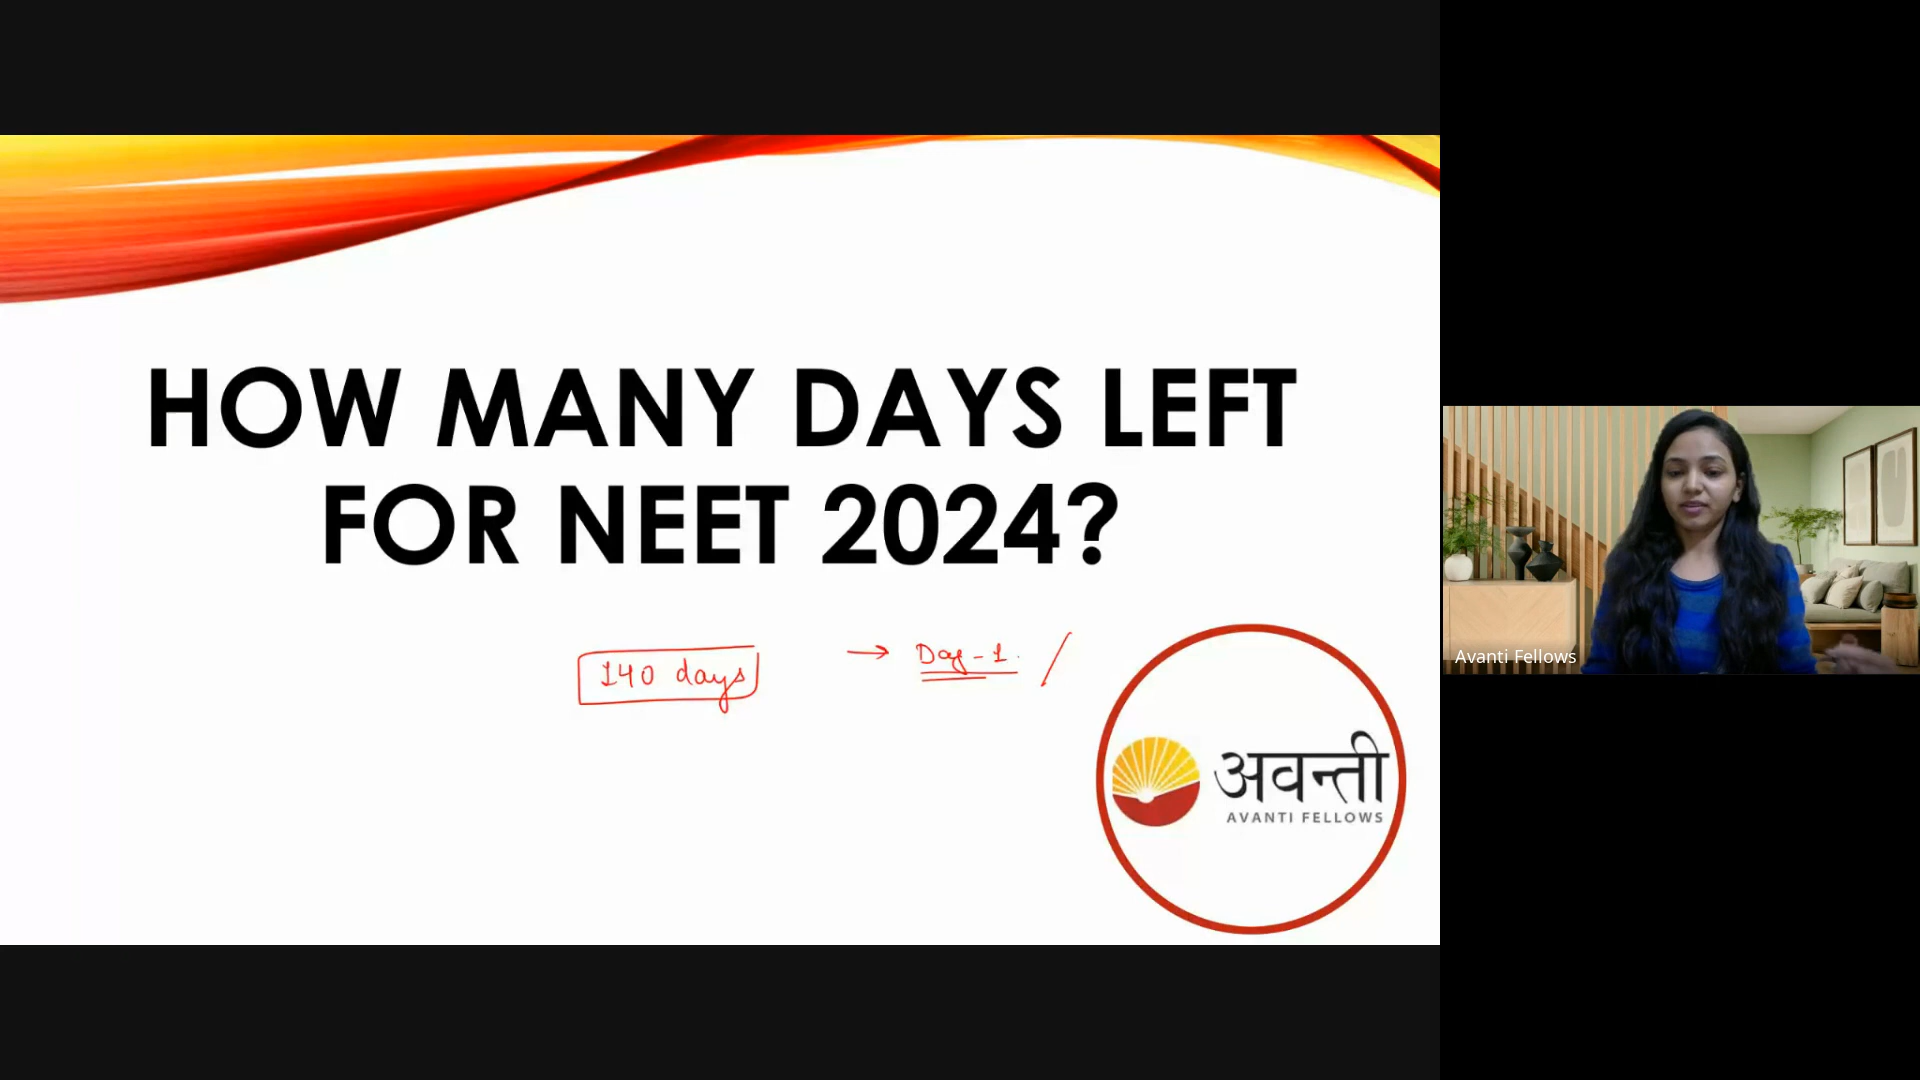 HOW MANY DAYS LEFT
FOR NEET 2024?
140 days → Day-1. /
अवन्ती
AVANTI FELLOWS
Avanti Fellows